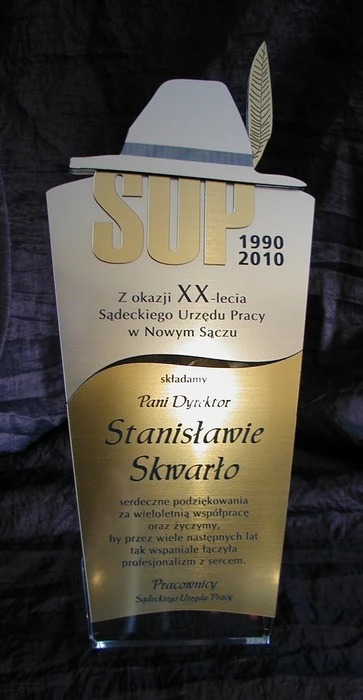 SUP
1990
2010
Z okazji XX-lecia
Sądeckiego Urzędu Pracy
w Nowym Sączu
składamy
Pani Dyrektor
Stanisławie
Skwarło
serdeczne podziękowania
za wieloletnią współpracę
oraz życzymy,
by przez wiele następnych lat
tak wspaniale łączyła
profesjonalizm z sercem.
Pracownicy
Sądeckiego Urzędu Pracy